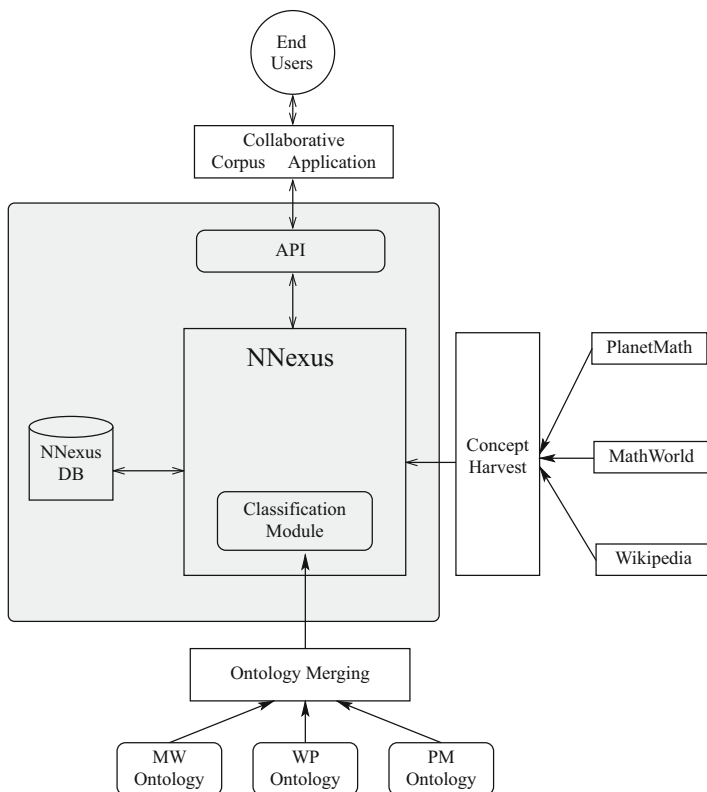 End
Users
Collaborative
Corpus Application
API
NNexus
PlanetMath
NNexus
DB
Concept
Harvest
MathWorld
Classification
Module
Wikipedia
Ontology Merging
MW
Ontology
WP
Ontology
PM
Ontology